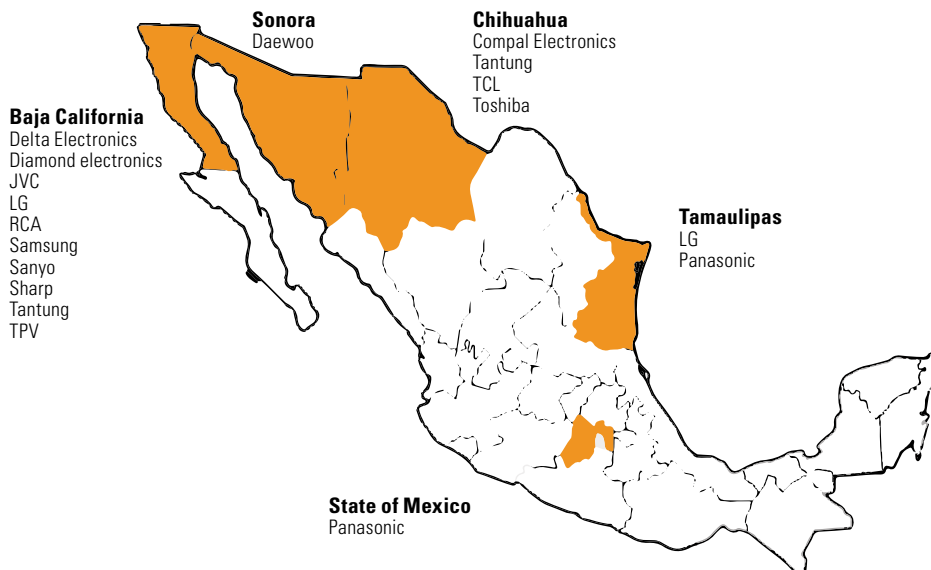 Sonora
Daewoo
Chihuahua
Compal Electronics
Tantung
TCL
Toshiba
Baja California
Delta Electronics
Diamond electronics
JVC
LG
RCA
Samsung
Sanyo
Sharp
Tantung
TPV
Tamaulipas
LG
Panasonic
State of Mexico
Panasonic